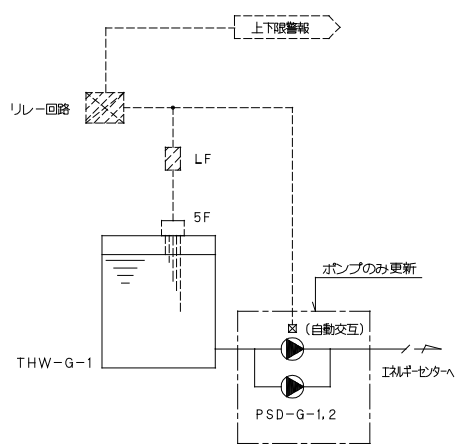 上下限警報
リレー回路
LF
5F
ポンプのみ更新
(自動交互)
THW-G-1
エネルギーセンターへ
PSD-G-1,2